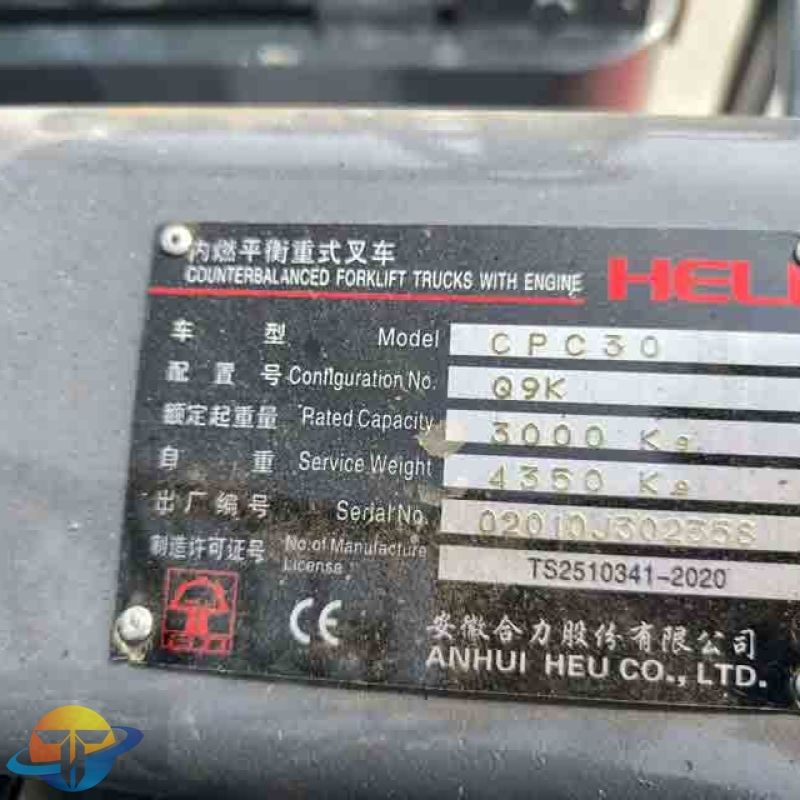 内燃平衡重式叉车
COUNTERBALANCED FORKLIFT TRUCKS WITH ENGINE HELI
车型 Model CPC30
配置号 Configuration No. Q9K
额定起重量 Rated Capacity 3000 Kg
自重 Service Weight 4350 Kg
出厂编号 Serial No. 02010J30235S
制造许可证号 No. of Manufacture License TS2510341-2020
CE
安徽合力股份有限公司
ANHUI HEU CO., LTD.